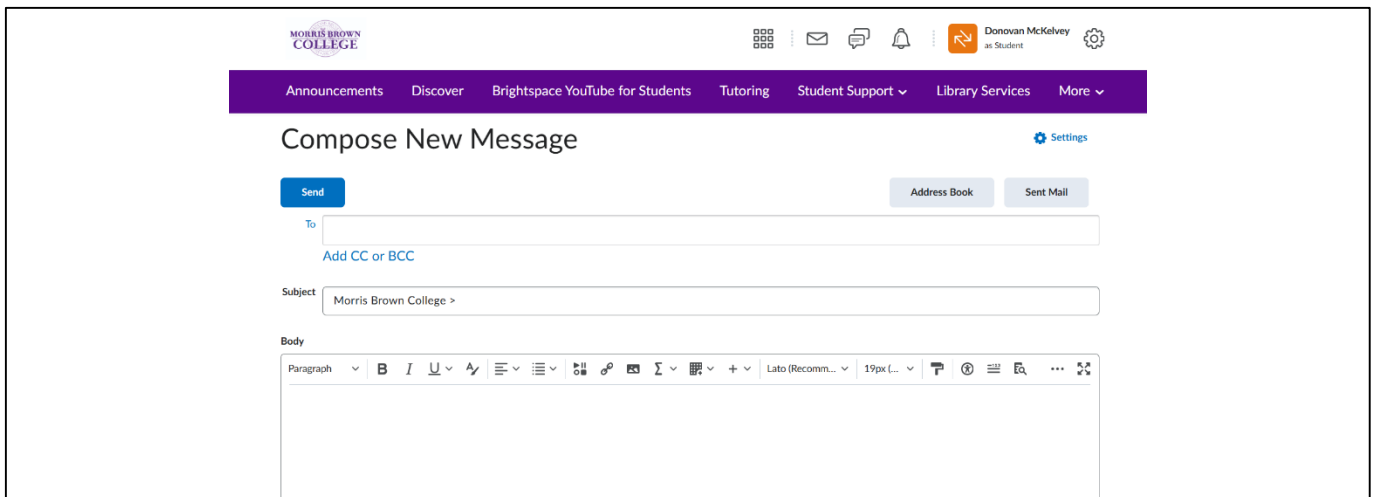 MORRIS BROWN
COLLEGE
Donovan McKelvey
as Student
Announcements Discover Brightspace YouTube for Students Tutoring Student Support Library Services More
Compose New Message
Settings
Send Address Book Sent Mail
To
Add CC or BCC
Subject Morris Brown College >
Body
Paragraph B I U Lato (Recomm... 19px (...